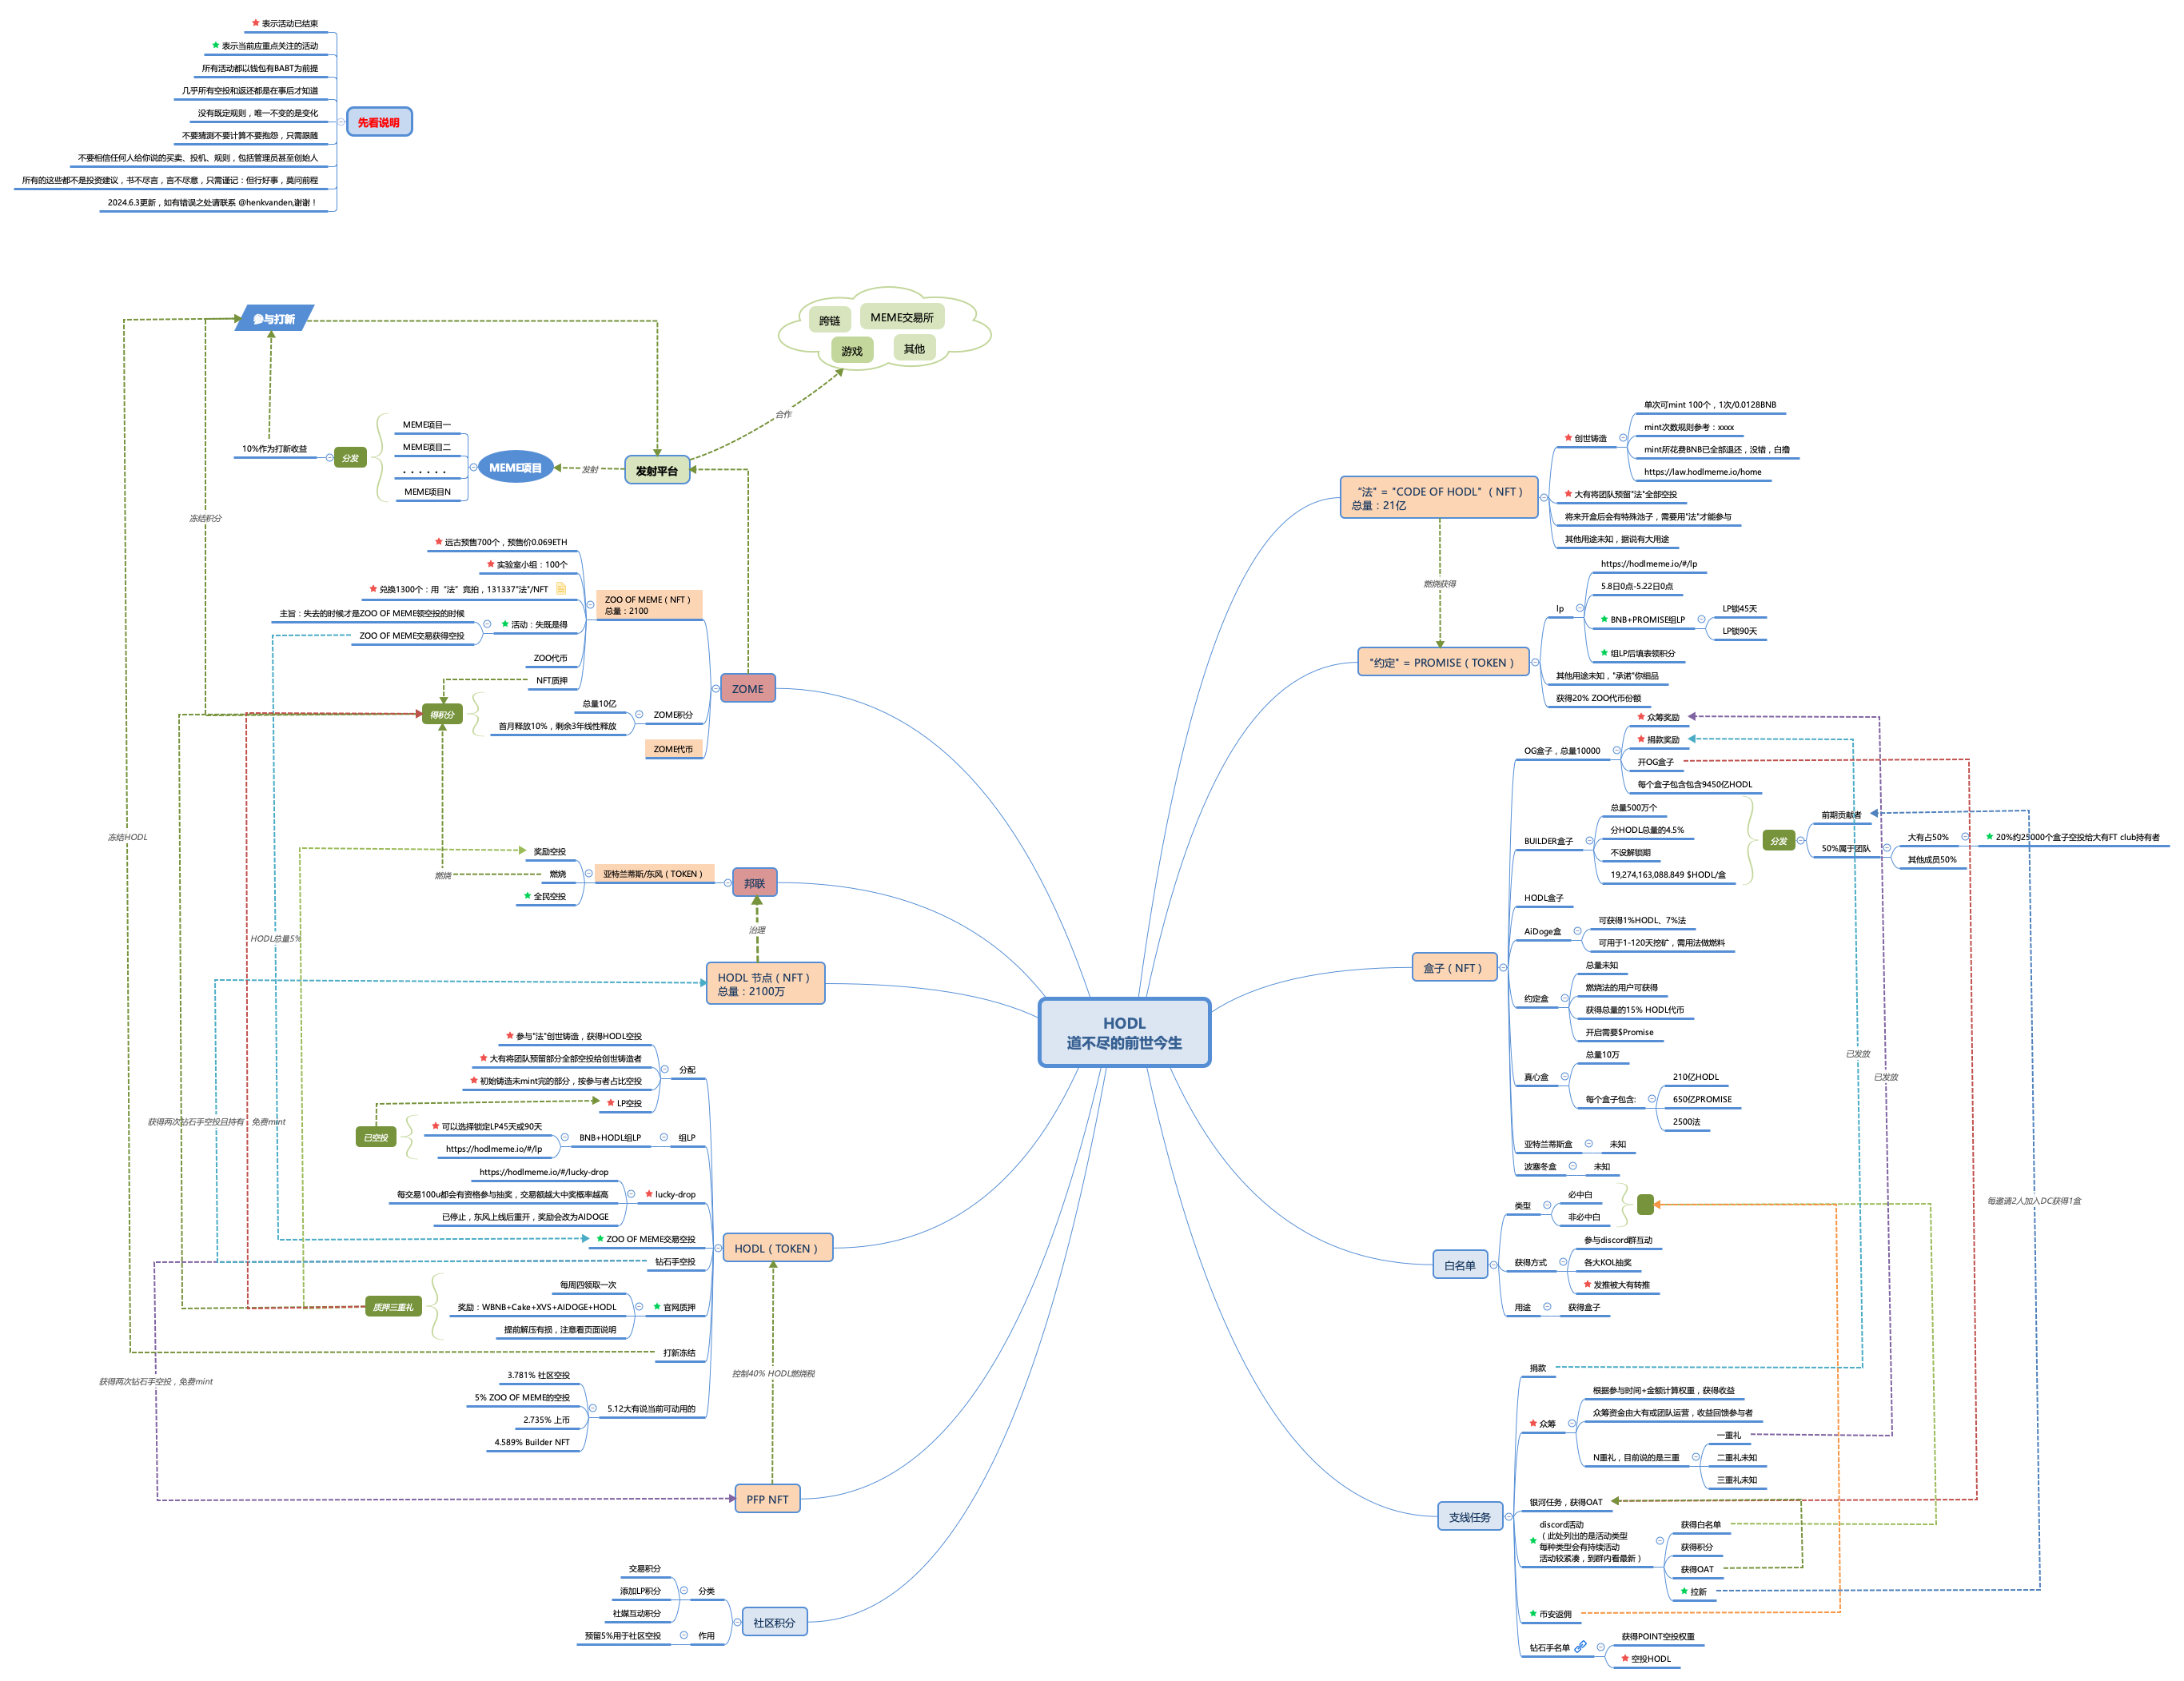 表示活动已结束
表示当前应重点关注的活动
所有活动都以钱包有BABT为前提
几乎所有空投和返还都是在事后才知道
没有既定规则，唯一不变的是变化
不要猜测不要计算不要抱怨，只需跟随
不要相信任何人给你说的买卖、投机、规则，包括管理员甚至创始人
所有的这些都不是投资建议，书不尽言，言不尽意，只需谨记：但行好事，莫问前程
2024.6.3更新，如有错误之处请联系 @henkvanden,谢谢！
先看说明
参与打新
跨链
MEME交易所
游戏
其他
合作
10%作为打新收益
分发
MEME项目一
MEME项目二
. . . . . .
MEME项目N
MEME项目
发射
发射平台
冻结积分
远古预售700个，预售价0.069ETH
实验室小组：100个
兑换1300个：用“法”竞拍，131337"法"/NFT
主旨：失去的时候才是ZOO OF MEME领空投的时候
ZOO OF MEME交易获得空投
活动：失既是得
ZOO代币
NFT质押
ZOO OF MEME（NFT）
总量：2100
得积分
总量10亿
首月释放10%，剩余3年线性释放
ZOME积分
ZOME代币
ZOME
冻结HODL
燃烧
奖励空投
燃烧
全民空投
亚特兰蒂斯/东风（TOKEN）
邦联
治理
HODL总量5%
HODL 节点（NFT）
总量：2100万
获得两次钻石手空投且持有，免费mint
参与"法"创世铸造，获得HODL空投
大有将团队预留部分全部空投给创世铸造者
初始铸造未mint完的部分，按参与者占比空投
LP空投
分配
已空投
可以选择锁定LP45天或90天
https://hodlmeme.io/#/lp
BNB+HODL组LP
组LP
https://hodlmeme.io/#/lucky-drop
每交易100u都会有资格参与抽奖，交易额越大中奖概率越高
已停止，东风上线后重开，奖励会改为AIDOGE
lucky-drop
ZOO OF MEME交易空投
钻石手空投
HODL（TOKEN）
质押三重礼
每周四领取一次
奖励：WBNB+Cake+XVS+AIDOGE+HODL
提前解压有损，注意看页面说明
官网质押
打新冻结
3.781% 社区空投
5% ZOO OF MEME的空投
2.735% 上币
4.589% Builder NFT
5.12大有说当前可动用的
控制40% HODL燃烧税
获得两次钻石手空投，免费mint
PFP NFT
交易积分
添加LP积分
社媒互动积分
分类
预留5%用于社区空投
作用
社区积分
HODL
道不尽的前世今生
“法” = "CODE OF HODL"（NFT）
总量：21亿
创世铸造
单次可mint 100个，1次/0.0128BNB
mint次数规则参考：xxxx
mint所花费BNB已全部退还，没错，白撸
https://law.hodlmeme.io/home
大有将团队预留"法"全部空投
将来开盒后会有特殊池子，需要用"法"才能参与
其他用途未知，据说有大用途
燃烧获得
"约定" = PROMISE（TOKEN）
lp
https://hodlmeme.io/#/lp
5.8日0点-5.22日0点
BNB+PROMISE组LP
LP锁45天
LP锁90天
组LP后填表领积分
其他用途未知，"承诺"你细品
获得20% ZOO代币份额
盒子（NFT）
OG盒子，总量10000
众筹奖励
捐款奖励
开OG盒子
每个盒子包含包含9450亿HODL
BUILDER盒子
总量500万个
分HODL总量的4.5%
不设解锁期
19,274,163,088.849 $HODL/盒
分发
前期贡献者
50%属于团队
大有占50%
20%约25000个盒子空投给大有FT club持有者
其他成员50%
HODL盒子
AiDoge盒
可获得1%HODL、7%法
可用于1-120天挖矿，需用法做燃料
约定盒
总量未知
燃烧法的用户可获得
获得总量的15% HODL代币
开启需要$Promise
真心盒
总量10万
每个盒子包含:
210亿HODL
650亿PROMISE
2500法
亚特兰蒂斯盒
未知
波塞冬盒
未知
已发放
已发放
每邀请2人加入DC获得1盒
白名单
类型
必中白
非必中白
获得方式
参与discord群互动
各大KOL抽奖
发推被大有转推
用途
获得盒子
支线任务
捐款
众筹
根据参与时间+金额计算权重，获得收益
众筹资金由大有或团队运营，收益回馈参与者
N重礼，目前说的是三重
一重礼
二重礼未知
三重礼未知
银河任务，获得OAT
discord活动
（此处列出的是活动类型
每种类型会有持续活动
活动较紧凑，到群内看最新）
获得白名单
获得积分
获得OAT
拉新
币安返佣
钻石手名单
获得POINT空投权重
空投HODL